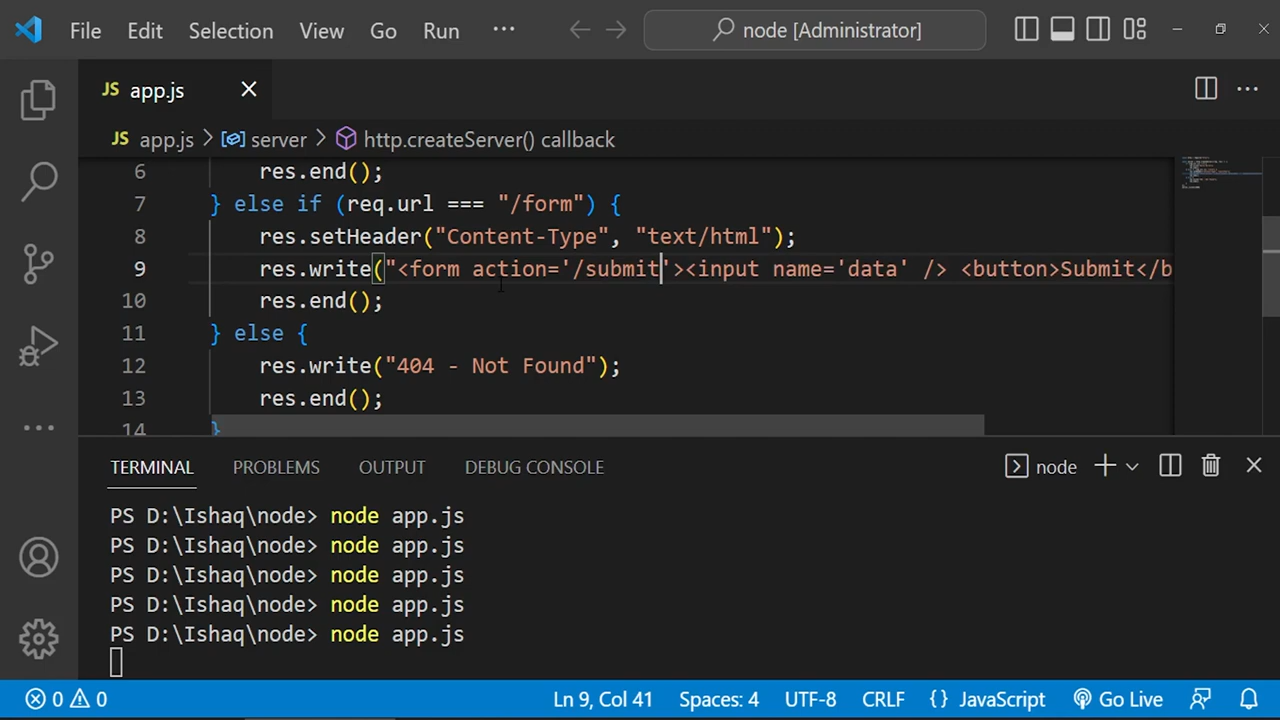 File Edit Selection View Go Run ··· node [Administrator]
JS app.js
JS app.js > server > http.createServer() callback
6 res.end();
7 } else if (req.url === "/form") {
8 res.setHeader("Content-Type", "text/html");
9 res.write("<form action='/submit'><input name='data' /> <button>Submit</b
10 res.end();
11 } else {
12 res.write("404 - Not Found");
13 res.end();
14 }
TERMINAL PROBLEMS OUTPUT DEBUG CONSOLE node
PS D:\Ishaq\node> node app.js
PS D:\Ishaq\node> node app.js
PS D:\Ishaq\node> node app.js
PS D:\Ishaq\node> node app.js
PS D:\Ishaq\node> node app.js
0 0 Ln 9, Col 41 Spaces: 4 UTF-8 CRLF {} JavaScript Go Live